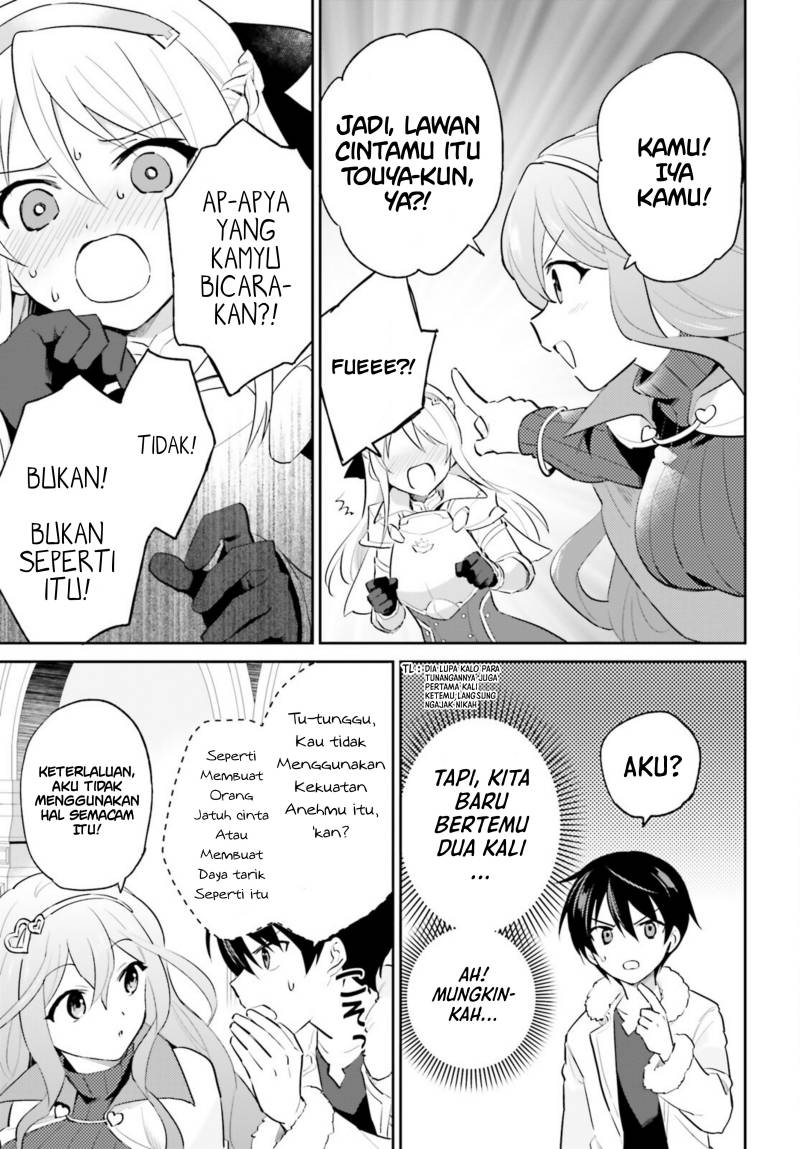 KAMU!
IYA
KAMU!
JADI, LAWAN
CINTAMU ITU
TOUYA-KUN,
YA?!
FUEEE?!
AP-APYA
YANG
KAMYU
BICARA-
KAN?!
TIDAK!
BUKAN!
BUKAN
SEPERTI
ITU!
AKU?
TL : DIA LUPA KALO PARA
TUNANGANNYA JUGA
PERTAMA KALI
KETEMU LANGSUNG
NGAJAK NIKAH
TAPI, KITA
BARU
BERTEMU
DUA KALI
...
AH!
MUNGKIN-
KAH...
Tu-tunggu,
Kau tidak
Menggunakan
Kekuatan
Anehmu itu,
'kan?
Seperti
Membuat
Orang
Jatuh cinta
Atau
Membuat
Daya tarik
Seperti itu
KETERLALUAN,
AKU TIDAK
MENGGUNAKAN
HAL SEMACAM
ITU!